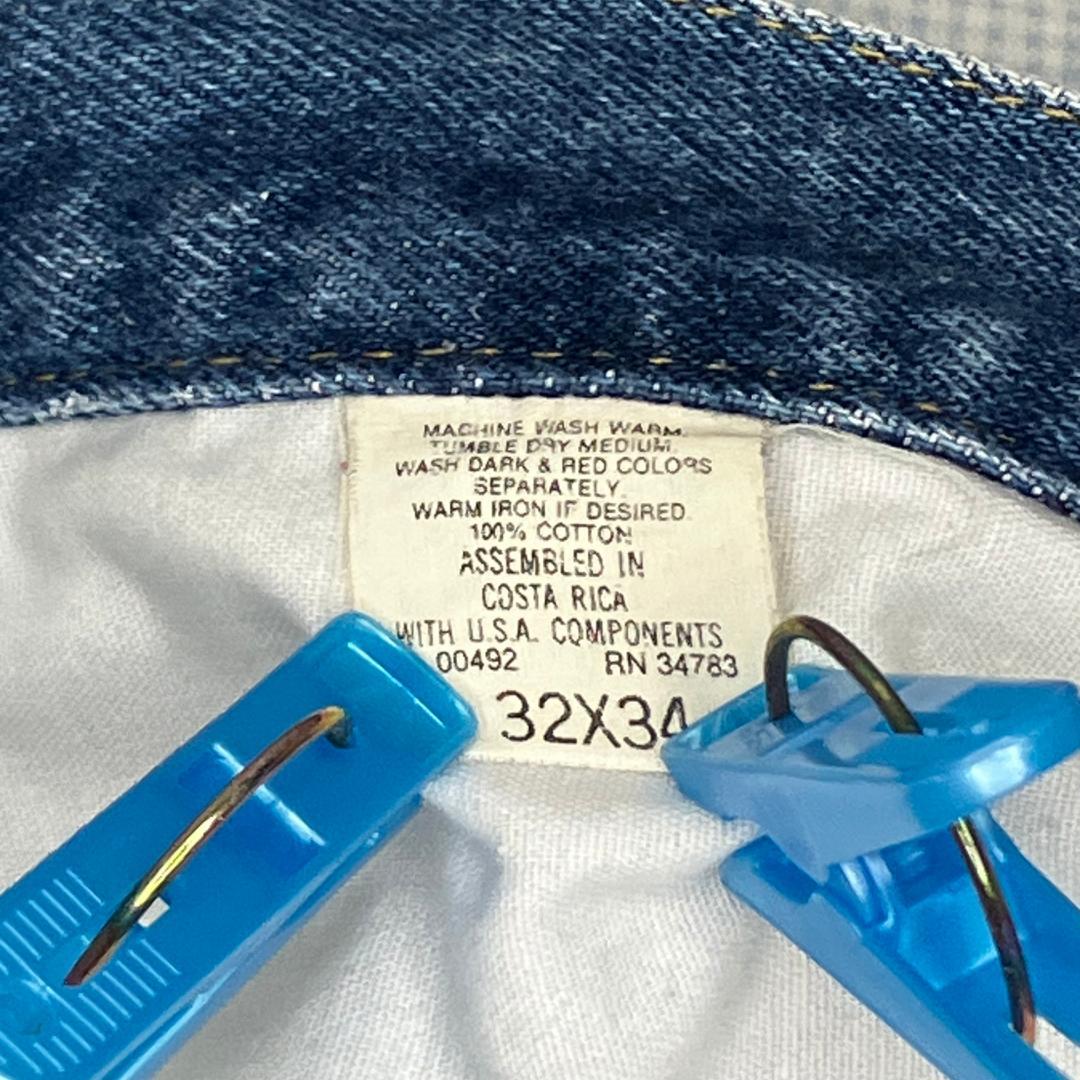 MACHINE WASH WARM.
TUMBLE DRY MEDIUM.
WASH DARK & RED COLORS
SEPARATELY.
WARM IRON IF DESIRED.
100% COTTON
ASSEMBLED IN
COSTA RICA
WITH U.S.A. COMPONENTS
00492 RN 34783
32X34